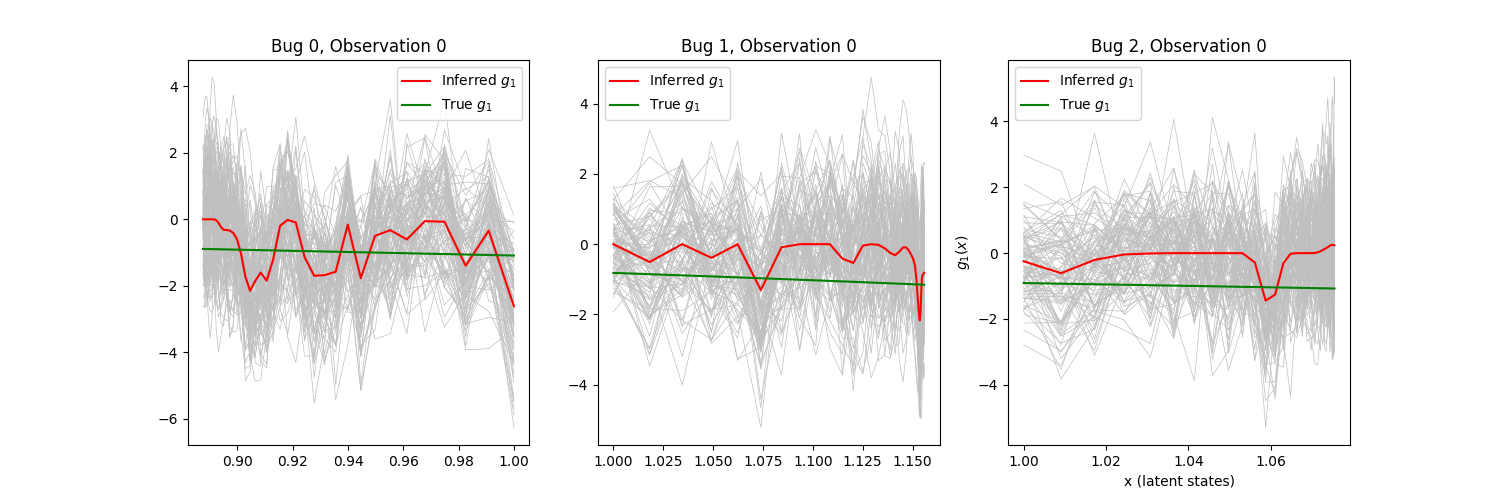 Bug 0, Observation 0
Inferred g₁
True g₁
4
2
0
−2
−4
−6
0.90 0.92 0.94 0.96 0.98 1.00
Bug 1, Observation 0
Inferred g₁
True g₁
4
2
0
−2
−4
1.000 1.025 1.050 1.075 1.100 1.125 1.150
Bug 2, Observation 0
Inferred g₁
True g₁
g₁(x)
4
2
0
−2
−4
1.00 1.02 1.04 1.06
x (latent states)